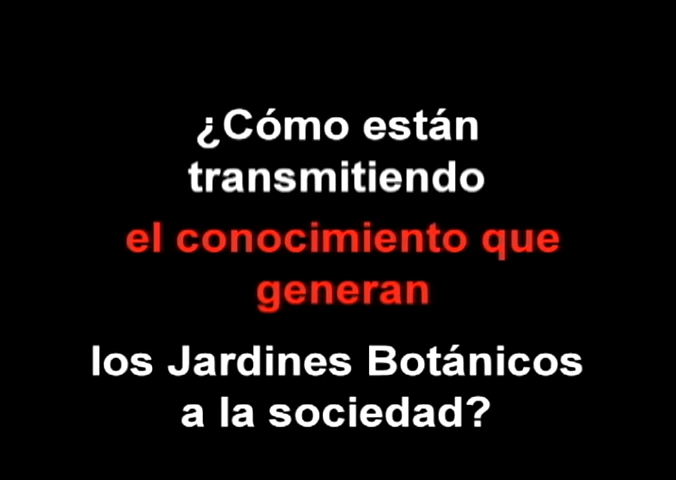 ¿Cómo están
transmitiendo
el conocimiento que
generan
los Jardines Botánicos
a la sociedad?